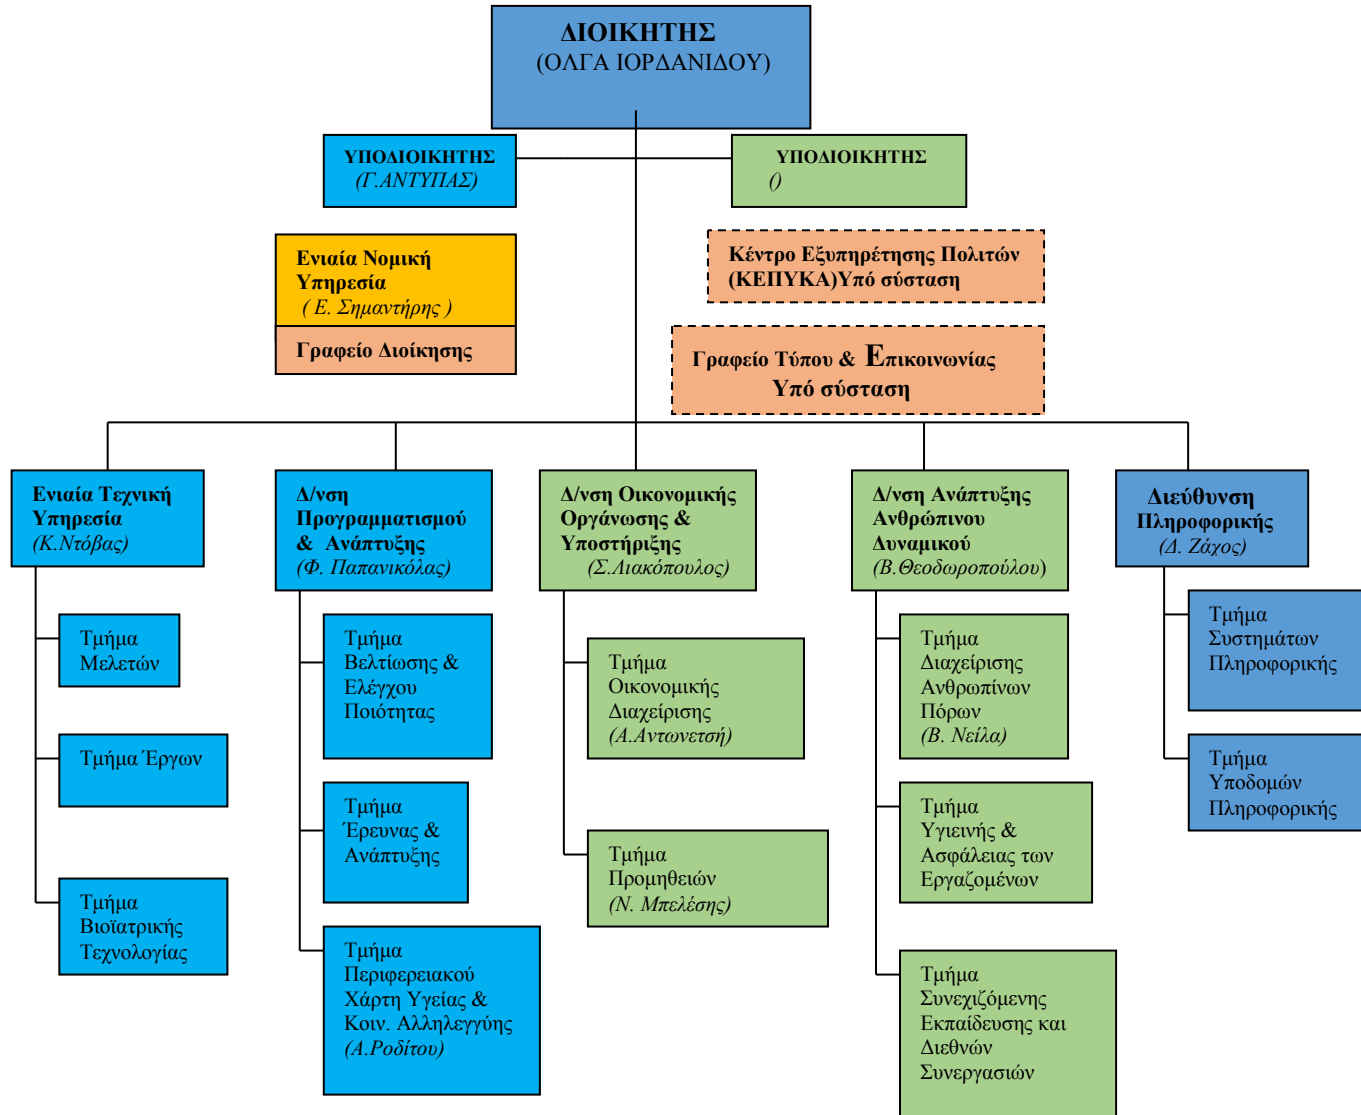 ΔΙΟΙΚΗΤΗΣ
(ΟΛΓΑ ΙΟΡΔΑΝΙΔΟΥ)
ΥΠΟΔΙΟΙΚΗΤΗΣ
(Γ.ΑΝΤΥΠΑΣ)
ΥΠΟΔΙΟΙΚΗΤΗΣ
()
Ενιαία Νομική
Υπηρεσία
( Ε. Σημαντήρης )
Γραφείο Διοίκησης
Κέντρο Εξυπηρέτησης Πολιτών
(ΚΕΠΥΚΑ)Υπό σύσταση
Γραφείο Τύπου & Επικοινωνίας
Υπό σύσταση
Ενιαία Τεχνική
Υπηρεσία
(Κ.Ντόβας)
Τμήμα
Μελετών
Τμήμα Έργων
Τμήμα
Βιοϊατρικής
Τεχνολογίας
Δ/νση
Προγραμματισμού
& Ανάπτυξης
(Φ. Παπανικόλας)
Τμήμα
Βελτίωσης &
Ελέγχου
Ποιότητας
Τμήμα
Έρευνας &
Ανάπτυξης
Τμήμα
Περιφερειακού
Χάρτη Υγείας &
Κοιν. Αλληλεγγύης
(Α.Ροδίτου)
Δ/νση Οικονομικής
Οργάνωσης &
Υποστήριξης
(Σ.Λιακόπουλος)
Τμήμα
Οικονομικής
Διαχείρισης
(Α.Αντωνετσή)
Τμήμα
Προμηθειών
(Ν. Μπελέσης)
Δ/νση Ανάπτυξης
Ανθρώπινου
Δυναμικού
(Β.Θεοδωροπούλου)
Τμήμα
Διαχείρισης
Ανθρωπίνων
Πόρων
(Β. Νείλα)
Τμήμα
Υγιεινής &
Ασφάλειας των
Εργαζομένων
Τμήμα
Συνεχιζόμενης
Εκπαίδευσης και
Διεθνών
Συνεργασιών
Διεύθυνση
Πληροφορικής
(Δ. Ζάχος)
Τμήμα
Συστημάτων
Πληροφορικής
Τμήμα
Υποδομών
Πληροφορικής